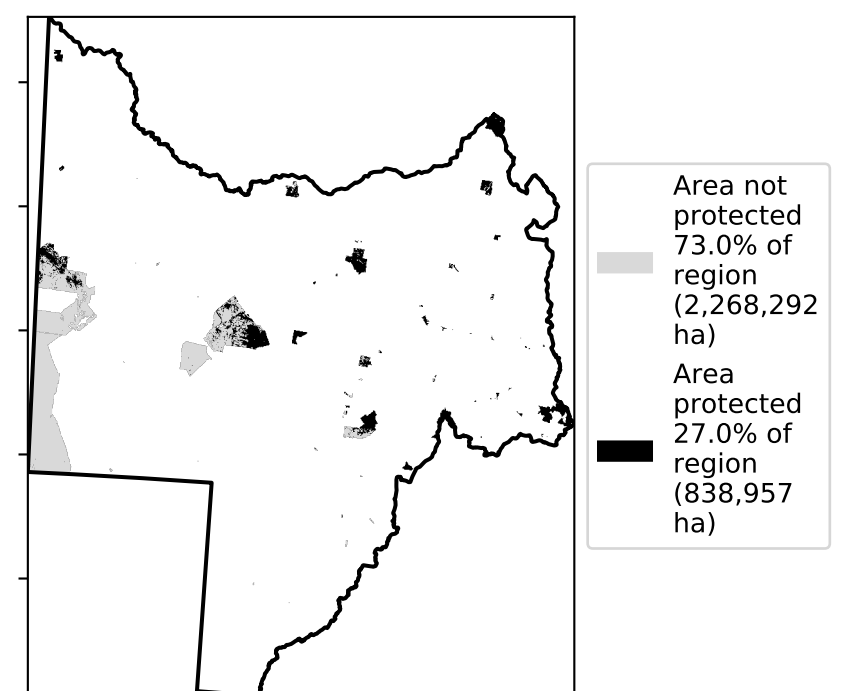 Area not
protected
73.0% of
region
(2,268,292
ha)
Area
protected
27.0% of
region
(838,957
ha)